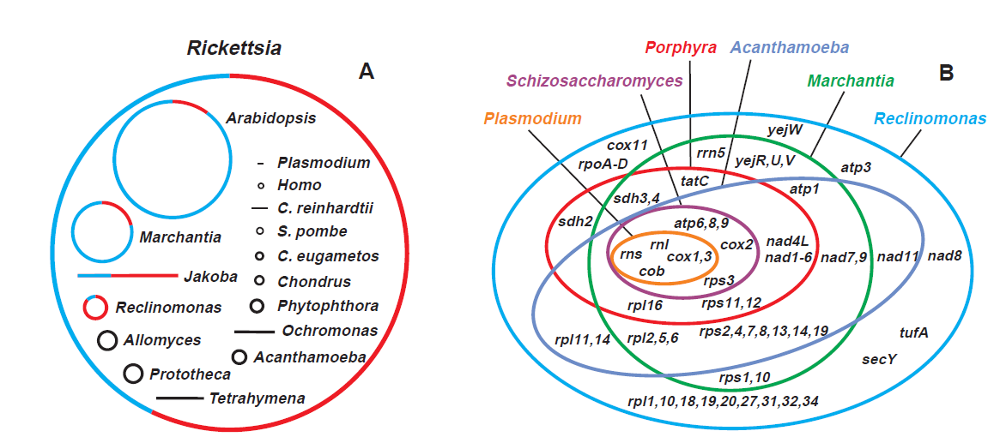 Rickettsia
A
Arabidopsis
Plasmodium
Homo
C. reinhardtii
S. pombe
Marchantia
C. eugametos
Jakoba
Chondrus
Reclinomonas
Phytophthora
Ochromonas
Allomyces
Acanthamoeba
Prototheca
Tetrahymena
B
Porphyra
Acanthamoeba
Schizosaccharomyces
Marchantia
Plasmodium
Reclinomonas
yejW
cox11
rrn5
yejR,U,V
rpoA-D
atp3
tatC
atp1
sdh3,4
sdh2
atp6,8,9
rnl
cox2
nad4L
rns
cox1,3
nad1-6
nad7,9
nad11
nad8
cob
rps3
rpl16
rps11,12
rpl11,14
rpl2,5,6
rps2,4,7,8,13,14,19
tufA
secY
rps1,10
rpl1,10,18,19,20,27,31,32,34